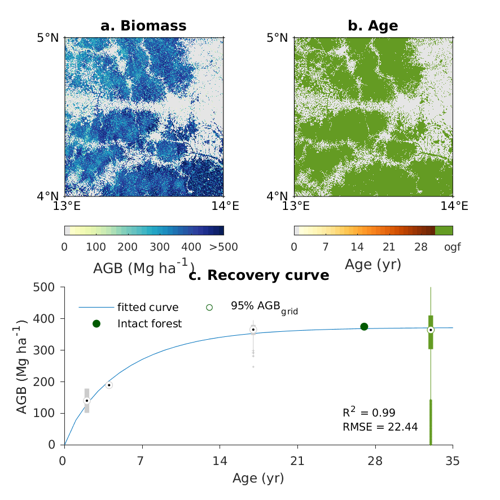 a. Biomass
b. Age
5°N
4°N
13°E
14°E
5°N
4°N
13°E
14°E
0 100 200 300 400 >500
AGB (Mg ha-1)
0 7 14 21 28 ogf
Age (yr)
c. Recovery curve
fitted curve
95% AGBgrid
Intact forest
R2 = 0.99
RMSE = 22.44
500
400
300
200
100
0
AGB (Mg ha-1)
0 7 14 21 28 35
Age (yr)